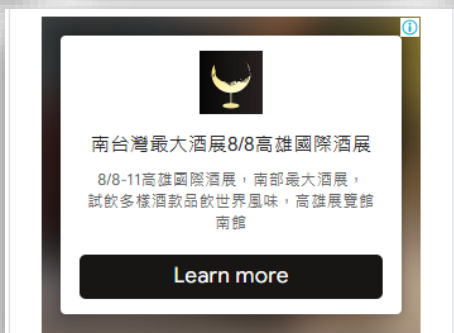 南台灣最大酒展8/8高雄國際酒展
8/8-11高雄國際酒展，南部最大酒展，
試飲多樣酒款品飲世界風味，高雄展覽館
南館
Learn more